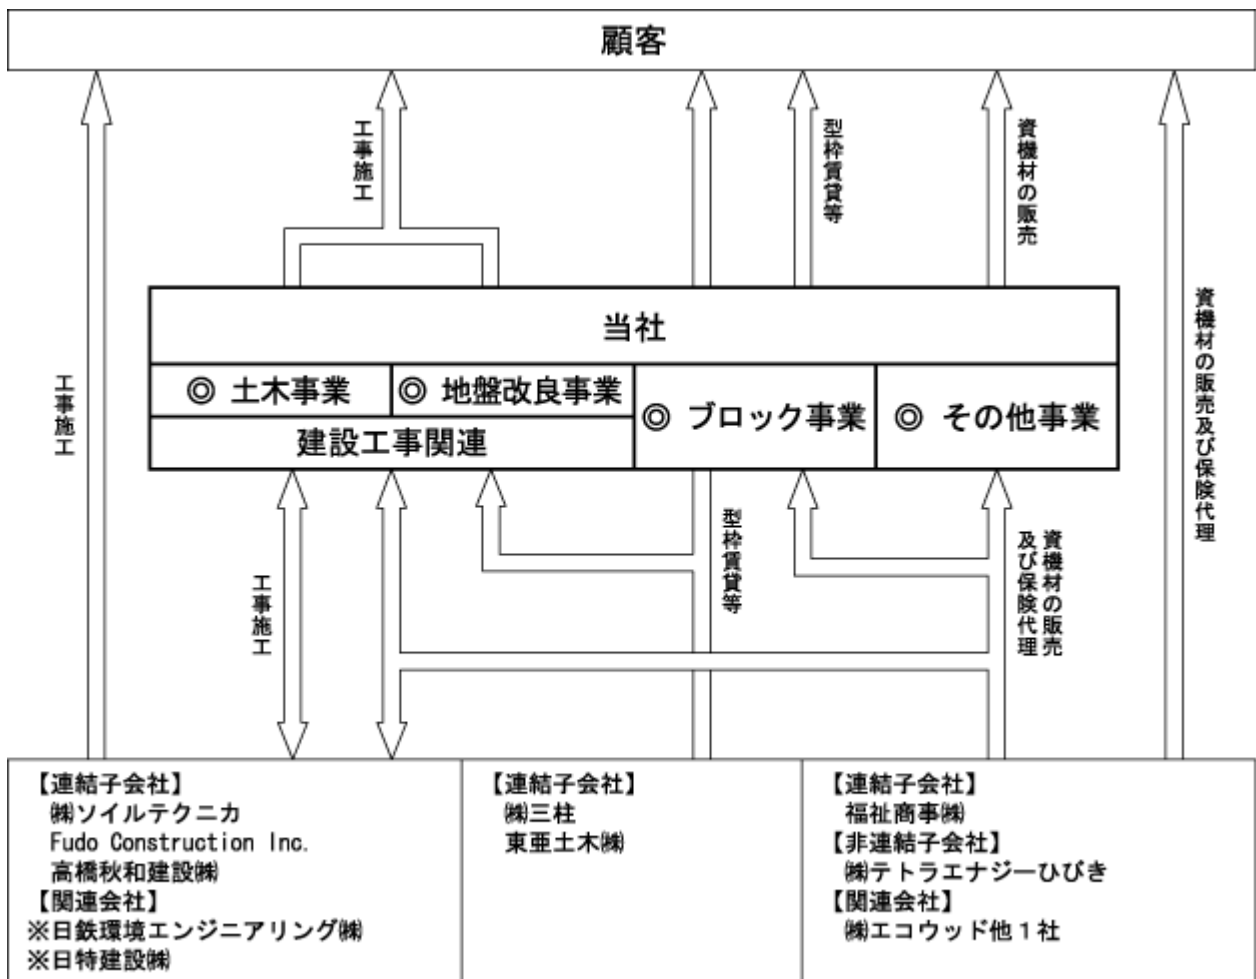 顧客
工事施工
型枠賃貸等
資機材の販売
工事施工
資機材の販売及び保険代理
当社
◎ 土木事業
◎ 地盤改良事業
◎ ブロック事業
◎ その他事業
建設工事関連
工事施工
型枠賃貸等
資機材の販売
及び保険代理
【連結子会社】
㈱ソイルテクニカ
Fudo Construction Inc.
高橋秋和建設㈱
【関連会社】
※日鉄環境エンジニアリング㈱
※日特建設㈱
【連結子会社】
㈱三柱
東亜土木㈱
【連結子会社】
福祉商事㈱
【非連結子会社】
㈱テトラエナジーひびき
【関連会社】
㈱エコウッド他1社